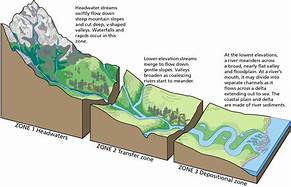 Headwater streams
swiftly flow down
steep mountain slopes
and cut deep, v-shaped
valleys. Waterfalls and
rapids occur in this
zone.
Lower-elevation streams
merge to flow down
gentle slopes. Valleys
broaden as coalescing
rivers start to meander.
At the lowest elevations,
a river meanders across
a broad, nearly flat valley
and floodplain. At a river's
mouth, it may divide into
separate channels as it
flows across a delta
extending out to sea. The
coastal plain and delta
are made of river sediments.
ZONE 1 Headwaters
ZONE 2 Transfer zone
ZONE 3 Depositional zone